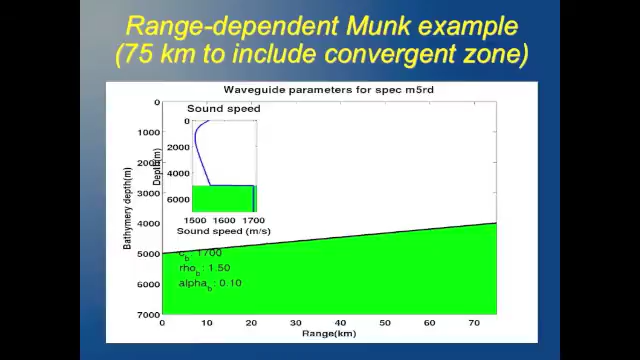 Range-dependent Munk example
(75 km to include convergent zone)
Waveguide parameters for spec m5rd
Sound speed
0
2000
4000
6000
Depth(m)
1500 1600 1700
Sound speed (m/s)
0
1000
2000
3000
4000
5000
6000
7000
Bathymery depth(m)
c_b : 1700
rho_b : 1.50
alpha_b : 0.10
0 10 20 30 40 50 60 70
Range(km)